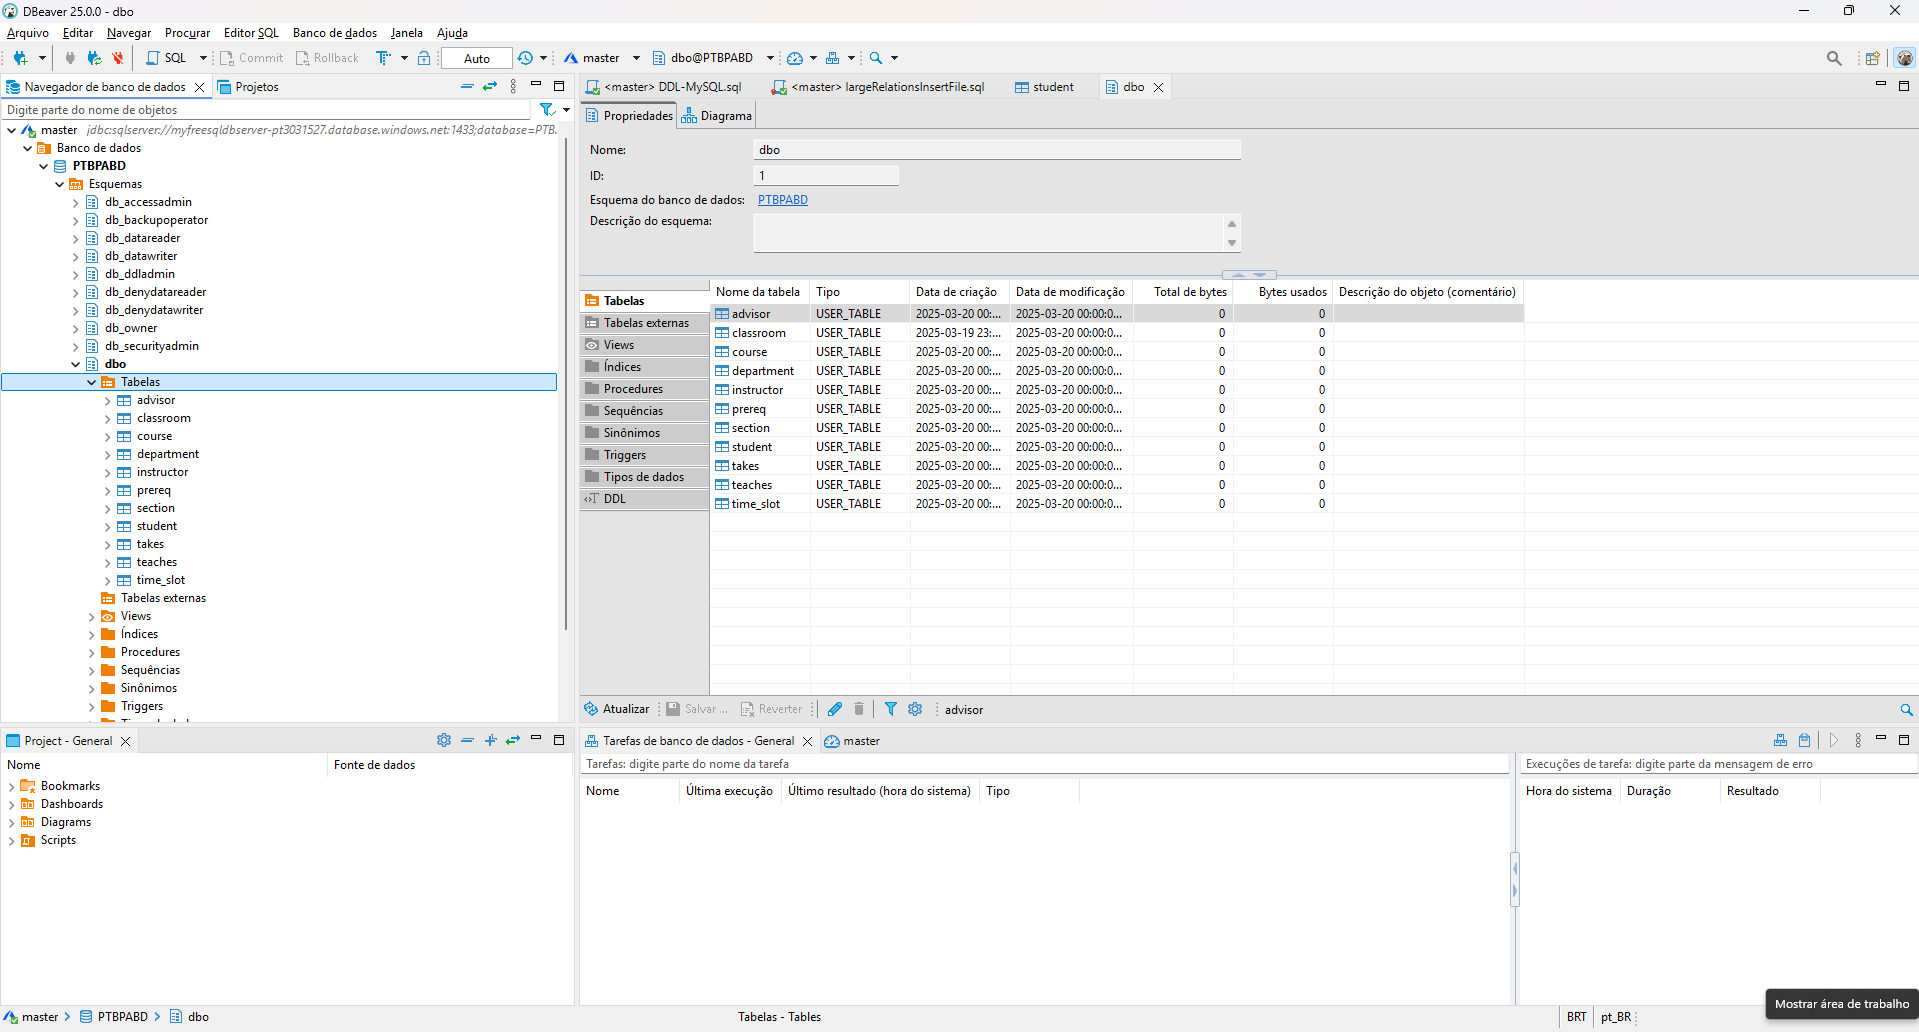 DBeaver 25.0.0 - dbo
Arquivo Editar Navegar Procurar Editor SQL Banco de dados Janela Ajuda
SQL Commit Rollback Auto master dbo@PTBPABD
Navegador de banco de dados Projetos
Digite parte do nome de objetos
master jdbc:sqlserver://myfreesqldbserver-pt3031527.database.windows.net:1433;database=PTB.
Banco de dados
PTBPABD
Esquemas
db_accessadmin
db_backupoperator
db_datareader
db_datawriter
db_ddladmin
db_denydatareader
db_denydatawriter
db_owner
db_securityadmin
dbo
Tabelas
advisor
classroom
course
department
instructor
prereq
section
student
takes
teaches
time_slot
Tabelas externas
Views
Índices
Procedures
Sequências
Sinônimos
Triggers
<master> DDL-MySQL.sql <master> largeRelationsInsertFile.sql student dbo
Propriedades Diagrama
Nome: dbo
ID: 1
Esquema do banco de dados: PTBPABD
Descrição do esquema:
Tabelas
Tabelas externas
Views
Índices
Procedures
Sequências
Sinônimos
Triggers
Tipos de dados
DDL
Nome da tabela Tipo Data de criação Data de modificação Total de bytes Bytes usados Descrição do objeto (comentário)
advisor USER_TABLE 2025-03-20 00:... 2025-03-20 00:00:0... 0 0
classroom USER_TABLE 2025-03-19 23:... 2025-03-20 00:00:0... 0 0
course USER_TABLE 2025-03-20 00:... 2025-03-20 00:00:0... 0 0
department USER_TABLE 2025-03-20 00:... 2025-03-20 00:00:0... 0 0
instructor USER_TABLE 2025-03-20 00:... 2025-03-20 00:00:0... 0 0
prereq USER_TABLE 2025-03-20 00:... 2025-03-20 00:00:0... 0 0
section USER_TABLE 2025-03-20 00:... 2025-03-20 00:00:0... 0 0
student USER_TABLE 2025-03-20 00:... 2025-03-20 00:00:0... 0 0
takes USER_TABLE 2025-03-20 00:... 2025-03-20 00:00:0... 0 0
teaches USER_TABLE 2025-03-20 00:... 2025-03-20 00:00:0... 0 0
time_slot USER_TABLE 2025-03-20 00:... 2025-03-20 00:00:0... 0 0
Atualizar Salvar ... Reverter advisor
Project - General
Nome Fonte de dados
Bookmarks
Dashboards
Diagrams
Scripts
Tarefas de banco de dados - General master
Tarefas: digite parte do nome da tarefa
Nome Última execução Último resultado (hora do sistema) Tipo
Execuções de tarefa: digite parte da mensagem de erro
Hora do sistema Duração Resultado
Mostrar área de trabalho
master PTBPABD dbo Tabelas - Tables BRT pt_BR